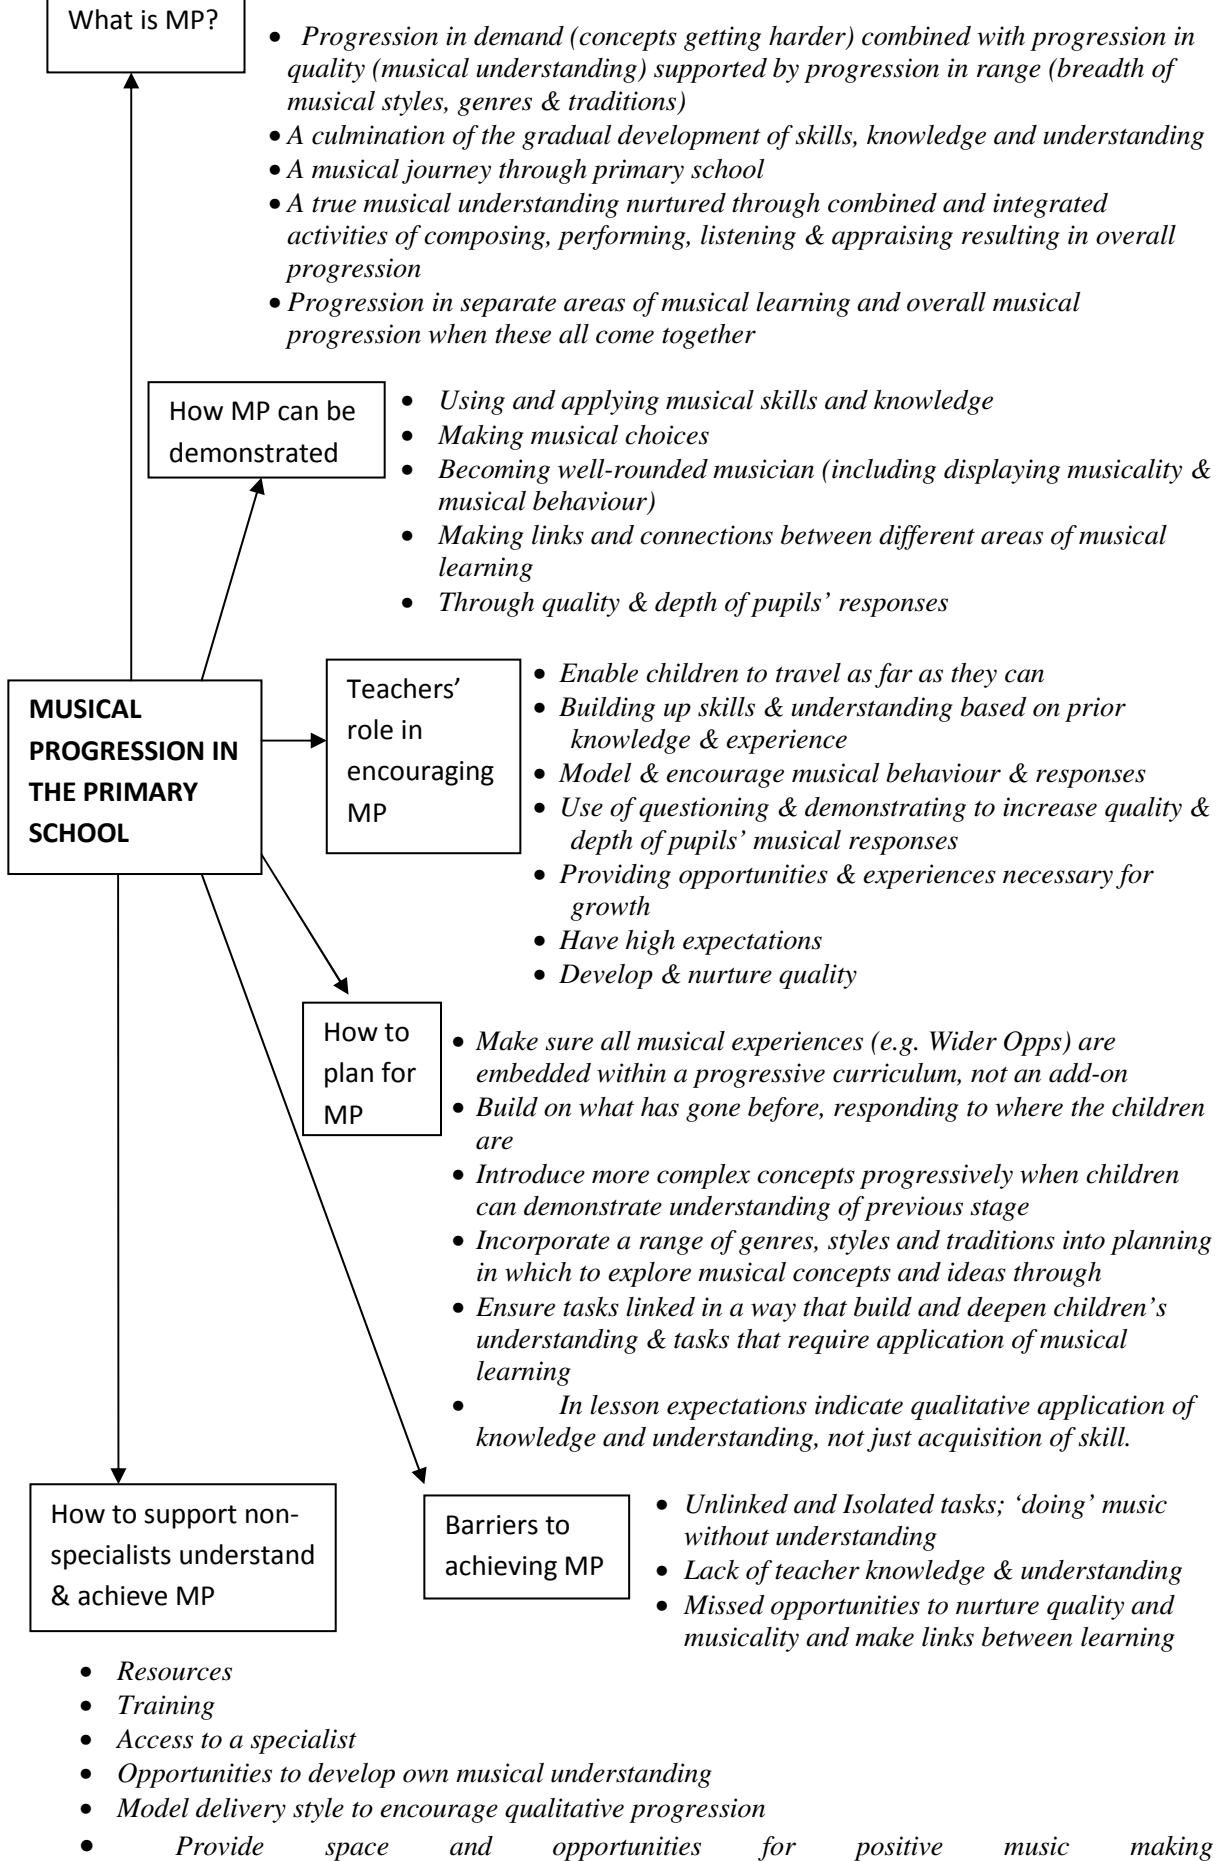 What is MP?
• Progression in demand (concepts getting harder) combined with progression in
quality (musical understanding) supported by progression in range (breadth of
musical styles, genres & traditions)
• A culmination of the gradual development of skills, knowledge and understanding
• A musical journey through primary school
• A true musical understanding nurtured through combined and integrated
activities of composing, performing, listening & appraising resulting in overall
progression
• Progression in separate areas of musical learning and overall musical
progression when these all come together
How MP can be
demonstrated
• Using and applying musical skills and knowledge
• Making musical choices
• Becoming well-rounded musician (including displaying musicality &
musical behaviour)
• Making links and connections between different areas of musical
learning
• Through quality & depth of pupils’ responses
MUSICAL
PROGRESSION IN
THE PRIMARY
SCHOOL
Teachers’
role in
encouraging
MP
• Enable children to travel as far as they can
• Building up skills & understanding based on prior
knowledge & experience
• Model & encourage musical behaviour & responses
• Use of questioning & demonstrating to increase quality &
depth of pupils’ musical responses
• Providing opportunities & experiences necessary for
growth
• Have high expectations
• Develop & nurture quality
How to
plan for
MP
• Make sure all musical experiences (e.g. Wider Opps) are
embedded within a progressive curriculum, not an add-on
• Build on what has gone before, responding to where the children
are
• Introduce more complex concepts progressively when children
can demonstrate understanding of previous stage
• Incorporate a range of genres, styles and traditions into planning
in which to explore musical concepts and ideas through
• Ensure tasks linked in a way that build and deepen children’s
understanding & tasks that require application of musical
learning
• In lesson expectations indicate qualitative application of
knowledge and understanding, not just acquisition of skill.
How to support non-
specialists understand
& achieve MP
Barriers to
achieving MP
• Unlinked and Isolated tasks; ‘doing’ music
without understanding
• Lack of teacher knowledge & understanding
• Missed opportunities to nurture quality and
musicality and make links between learning
• Resources
• Training
• Access to a specialist
• Opportunities to develop own musical understanding
• Model delivery style to encourage qualitative progression
• Provide space and opportunities for positive music making